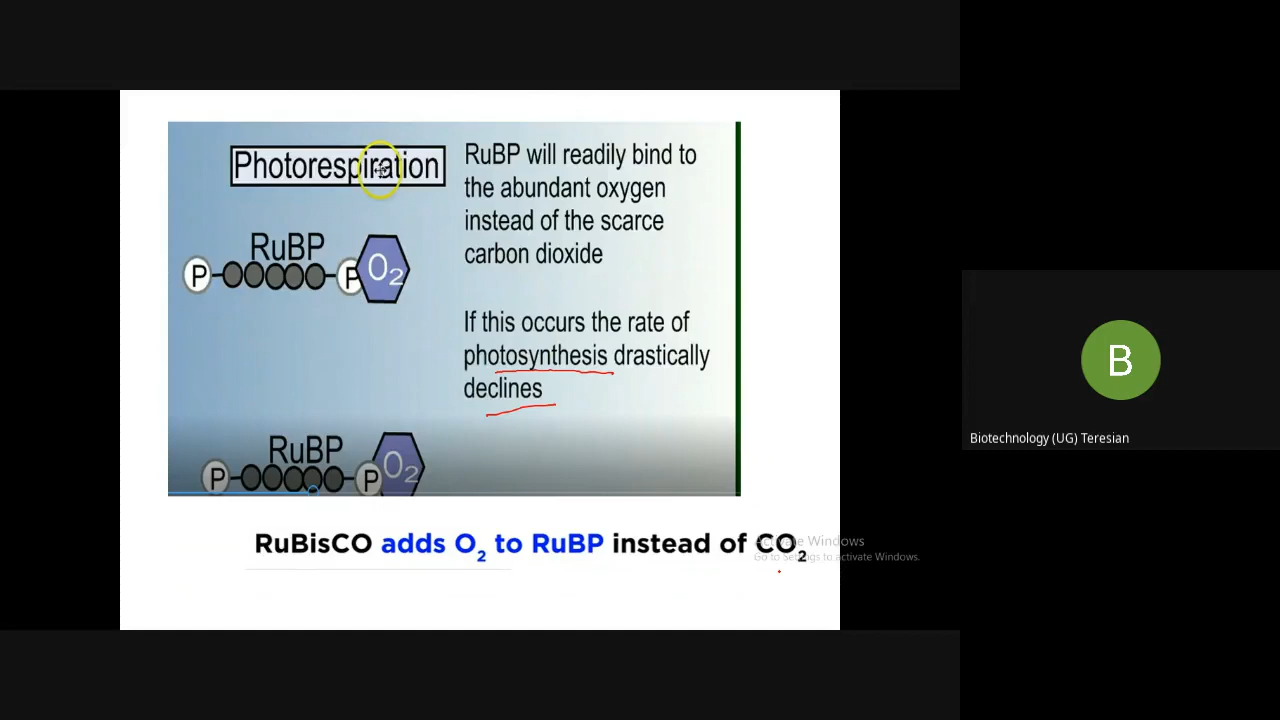 Photorespiration
RuBP will readily bind to
the abundant oxygen
instead of the scarce
carbon dioxide
RuBP
P
P
O2
If this occurs the rate of
photosynthesis drastically
declines
RuBP
P
P
O2
RuBisCO adds O2 to RuBP instead of CO2
Activate Windows
Go to Settings to activate Windows.
B
Biotechnology (UG) Teresian